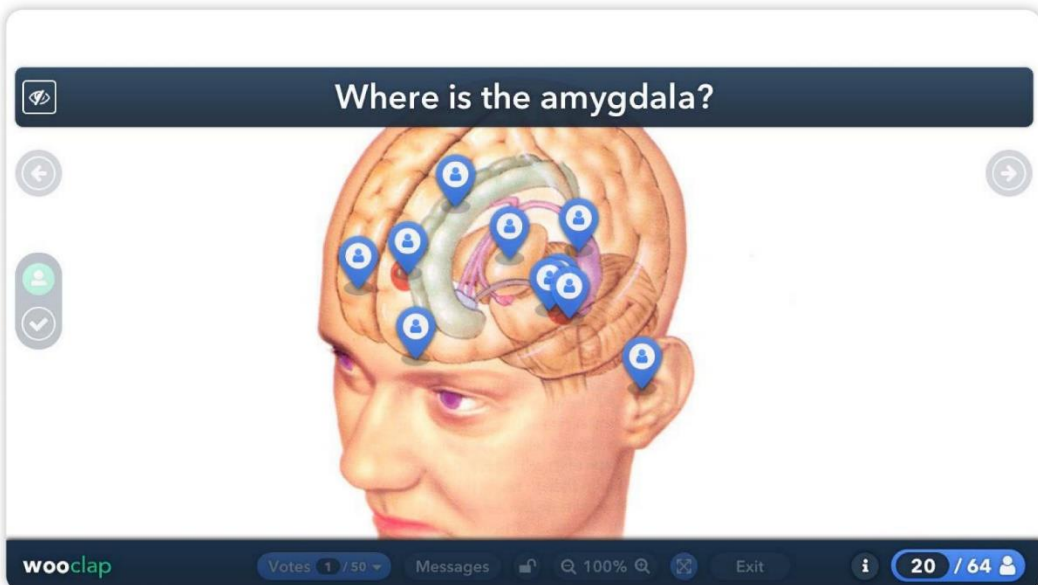 Where is the amygdala?
wooclap Votes 1 / 50 Messages 100% Exit i 20 / 64